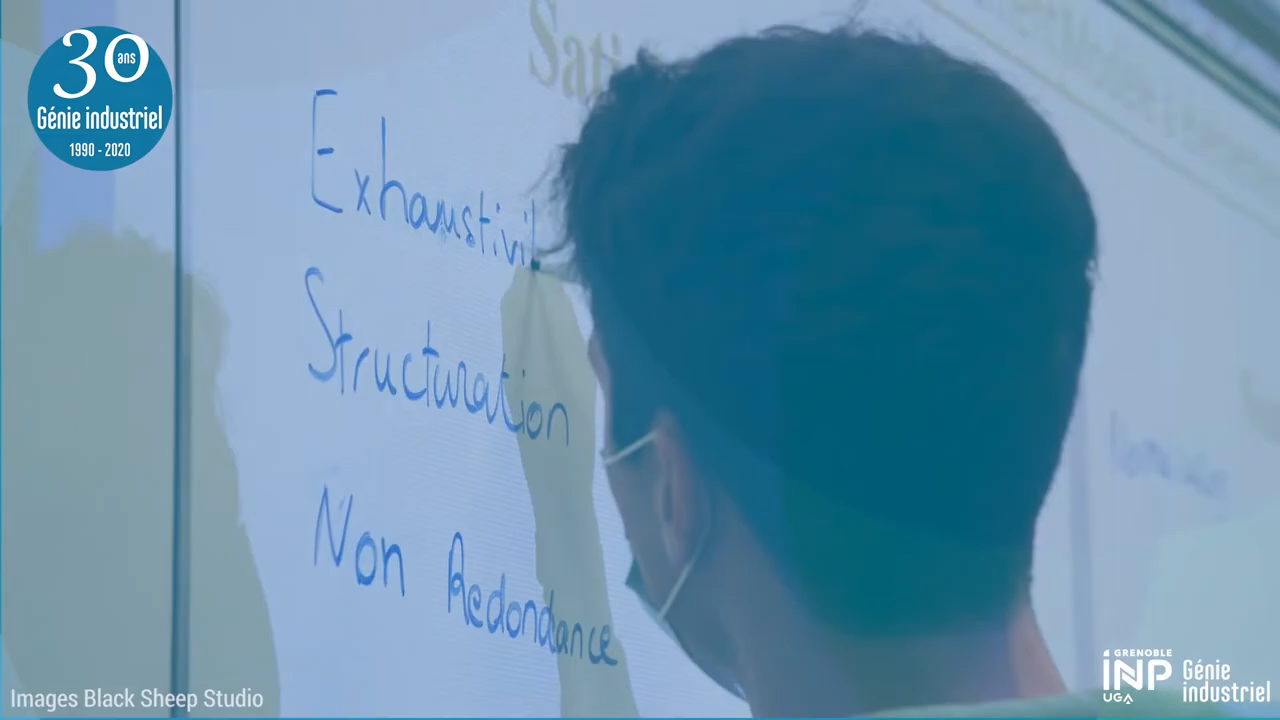 30 ans
Génie industriel
1990 - 2020
Exhaustivit
Structuration
Non Redondance
Images Black Sheep Studio
GRENOBLE
INP
UGA
Génie
industriel